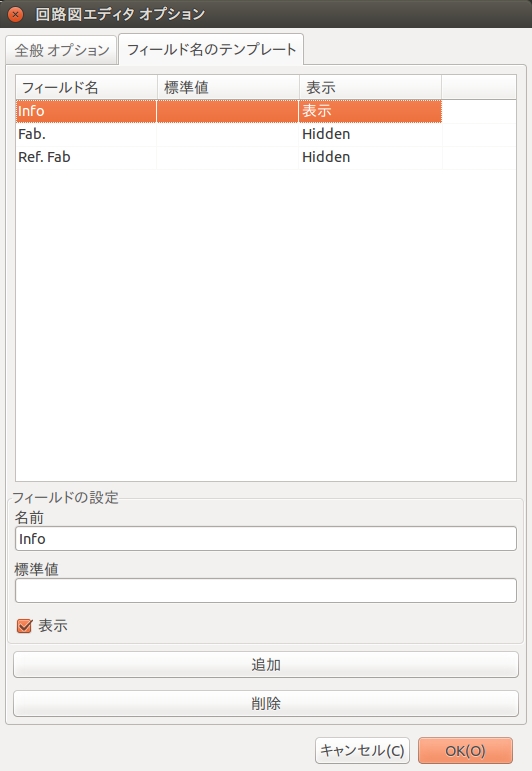 回路図エディタ オプション
全般 オプション フィールド名のテンプレート
フィールド名 標準値 表示
Info 表示
Fab. Hidden
Ref. Fab Hidden
フィールドの設定
名前
Info
標準値
表示
追加
削除
キャンセル(C) OK(O)